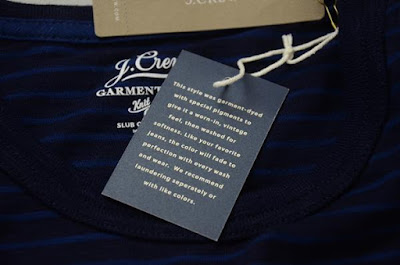 J.CREW
J.Crew
GARMENT
Knit
SLUB C
This style was garment-dyed
with special pigments to
give it a worn-in, vintage
feel, then washed for
softness. Like your favorite
jeans, the color will fade to
perfection with every wash
and wear. We recommend
laundering separately or
with like colors.